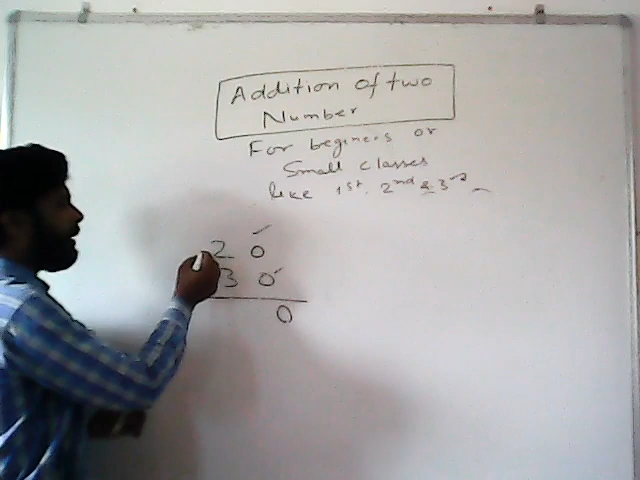 Addition of two
Number
For beginers or
Small classes
like 1st, 2nd & 3rd
2 0
3 0
0